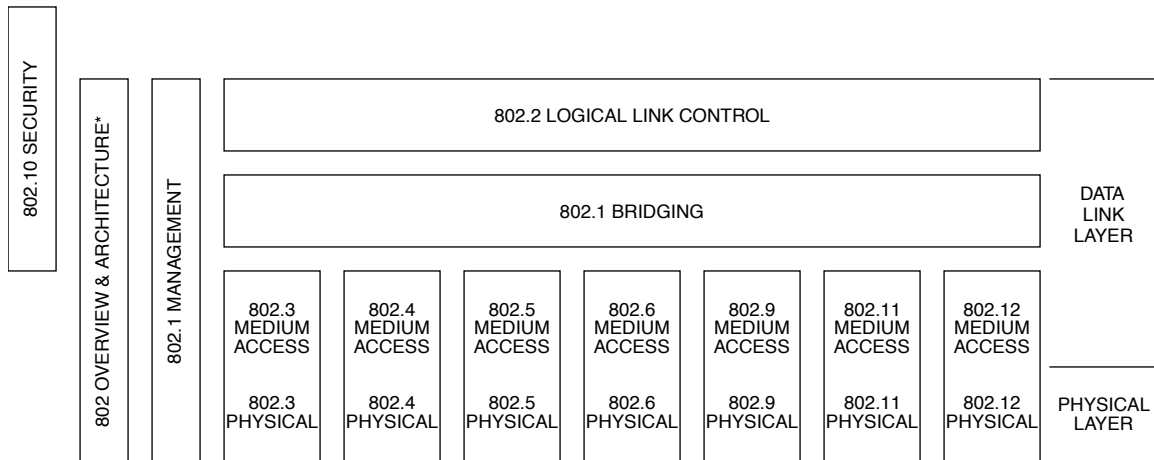 802.10 SECURITY
802 OVERVIEW & ARCHITECTURE*
802.1 MANAGEMENT
802.2 LOGICAL LINK CONTROL
802.1 BRIDGING
802.3
MEDIUM
ACCESS
802.3
PHYSICAL
802.4
MEDIUM
ACCESS
802.4
PHYSICAL
802.5
MEDIUM
ACCESS
802.5
PHYSICAL
802.6
MEDIUM
ACCESS
802.6
PHYSICAL
802.9
MEDIUM
ACCESS
802.9
PHYSICAL
802.11
MEDIUM
ACCESS
802.11
PHYSICAL
802.12
MEDIUM
ACCESS
802.12
PHYSICAL
DATA
LINK
LAYER
PHYSICAL
LAYER